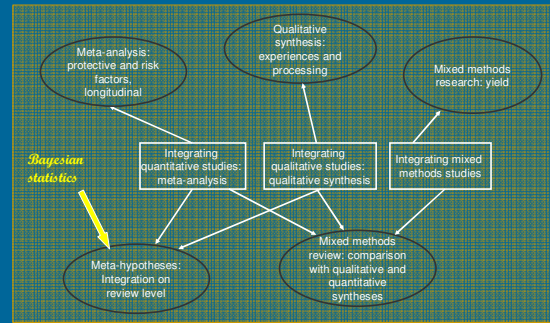 Meta-analysis:
protective and risk
factors,
longitudinal
Qualitative
synthesis:
experiences and
processing
Mixed methods
research: yield
Bayesian
statistics
Integrating
quantitative studies:
meta-analysis
Integrating
qualitative studies:
qualitative synthesis
Integrating mixed
methods studies
Meta-hypotheses:
Integration on
review level
Mixed methods
review: comparison
with qualitative and
quantitative
syntheses